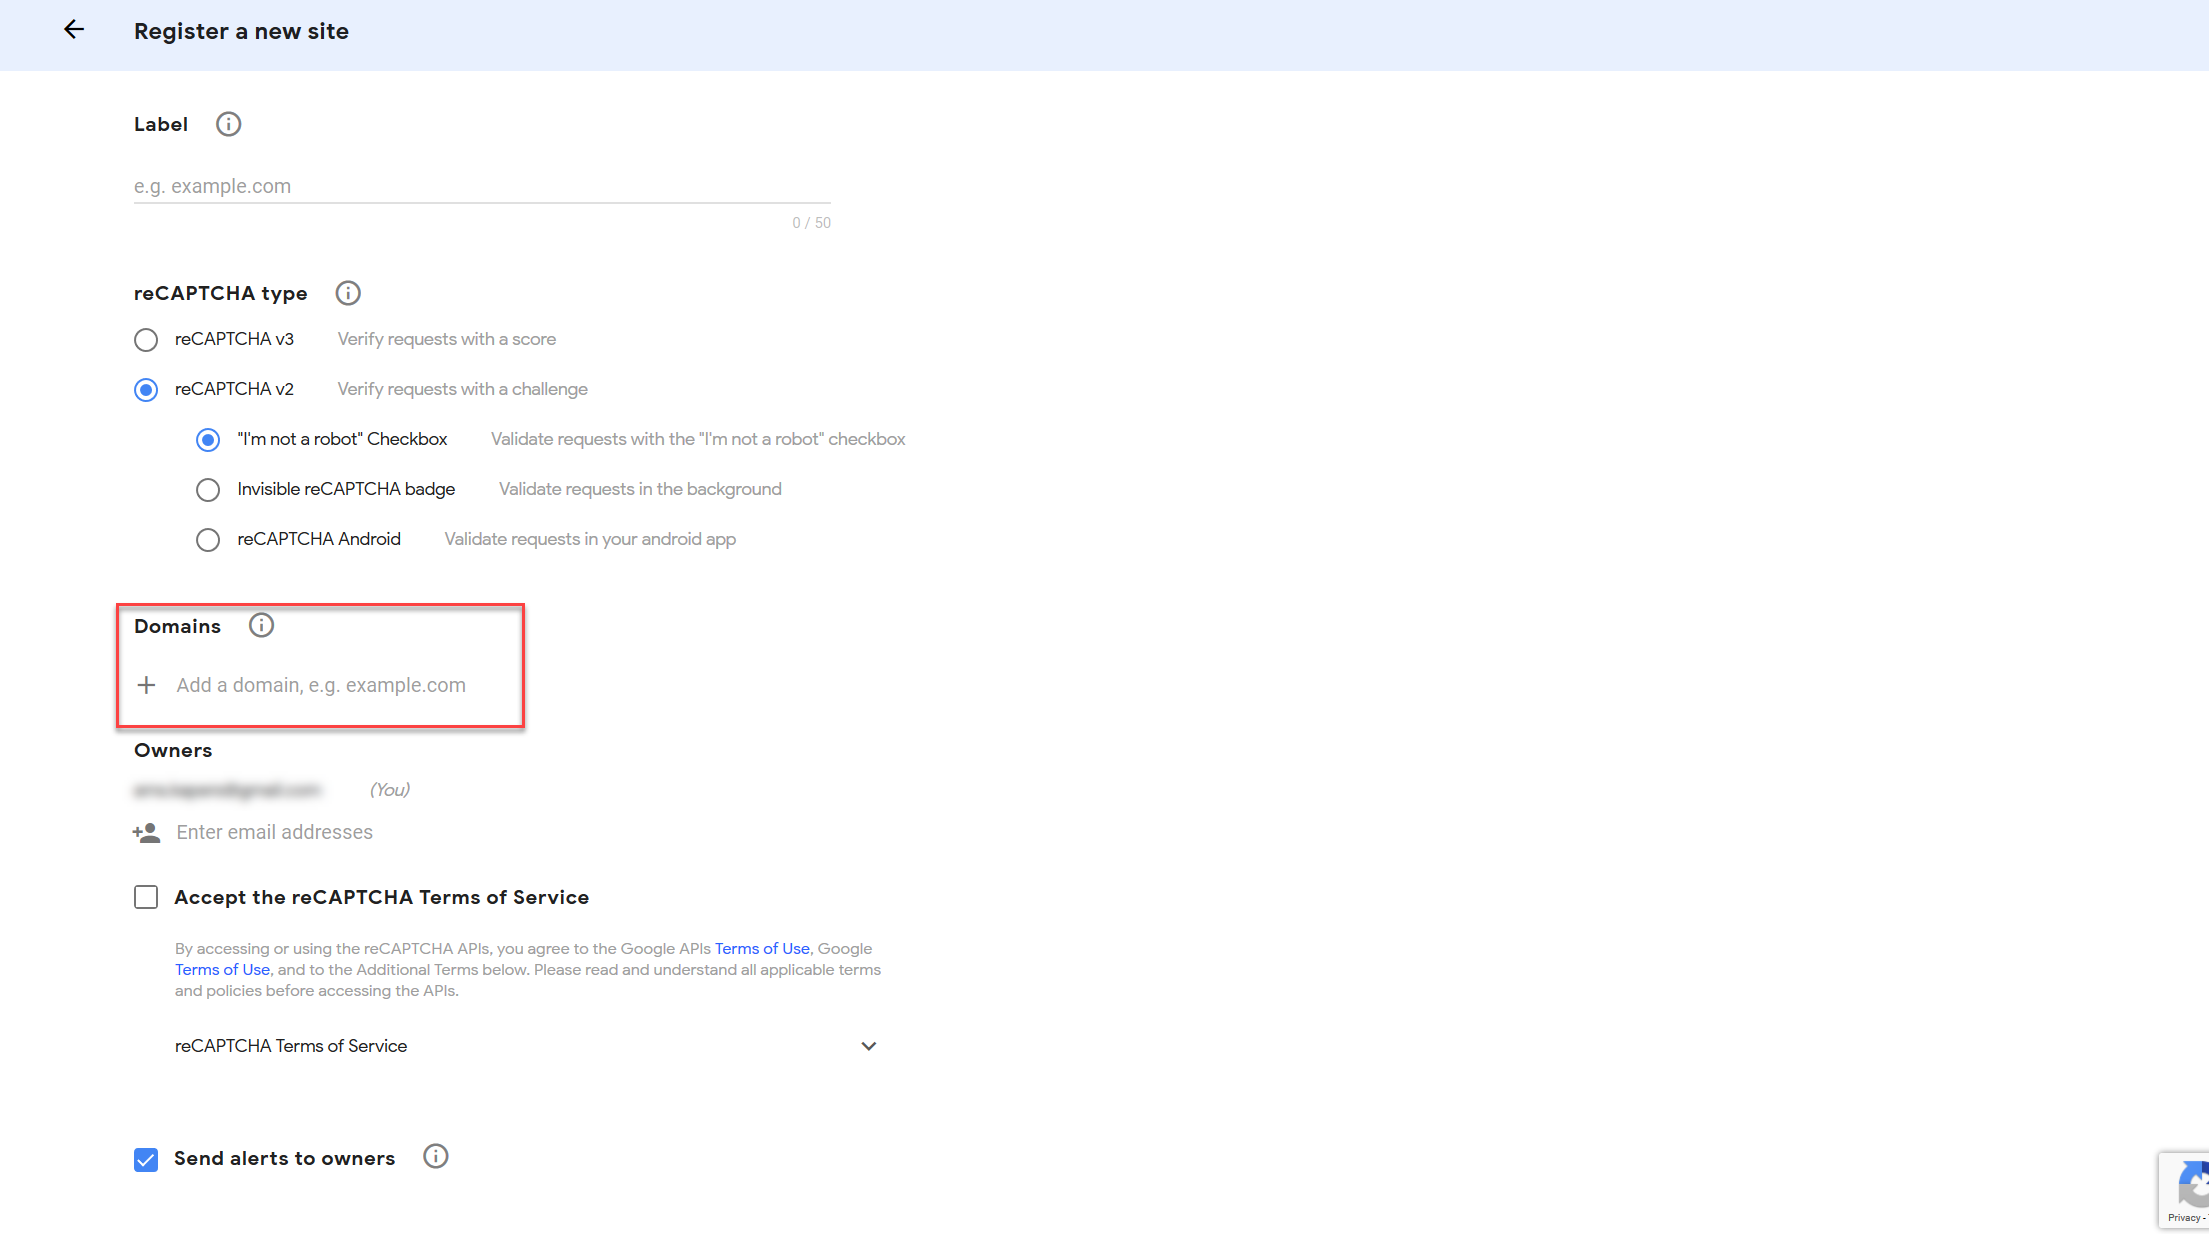 Register a new site
Label
e.g. example.com
0 / 50
reCAPTCHA type
reCAPTCHA v3 Verify requests with a score
reCAPTCHA v2 Verify requests with a challenge
"I'm not a robot" Checkbox Validate requests with the "I'm not a robot" checkbox
Invisible reCAPTCHA badge Validate requests in the background
reCAPTCHA Android Validate requests in your android app
Domains
Add a domain, e.g. example.com
Owners
(You)
Enter email addresses
Accept the reCAPTCHA Terms of Service
By accessing or using the reCAPTCHA APIs, you agree to the Google APIs Terms of Use, Google
Terms of Use, and to the Additional Terms below. Please read and understand all applicable terms
and policies before accessing the APIs.
reCAPTCHA Terms of Service
Send alerts to owners
Privacy -